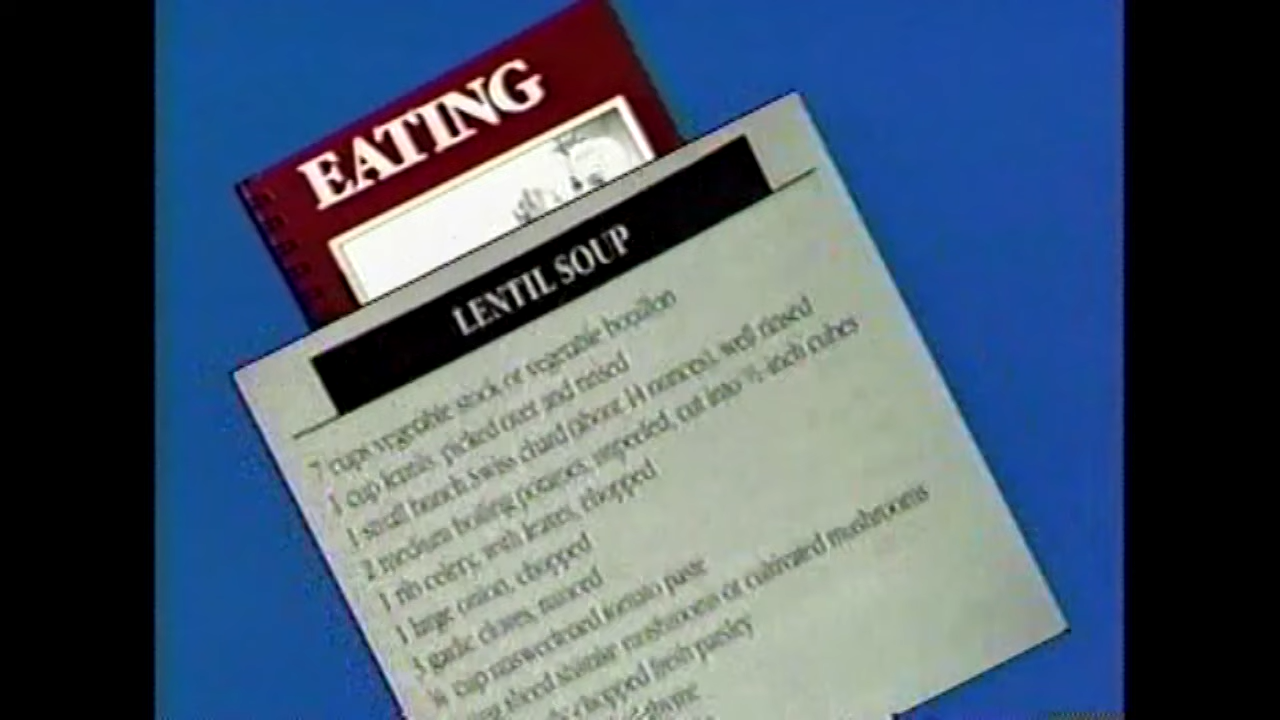 EATING
LENTIL SOUP
7 cups vegetable stock or vegetable bouillon
1 cup lentils, picked over and rinsed
1 small bunch swiss chard (about 14 ounces), well rinsed
2 medium boiling potatoes, unpeeled, cut into ½-inch cubes
1 rib celery, with leaves, chopped
1 large onion, chopped
3 garlic cloves, minced
cup unsweetened tomato paste
sliced shiitake mushrooms or cultivated mushrooms
chopped fresh parsley
thyme